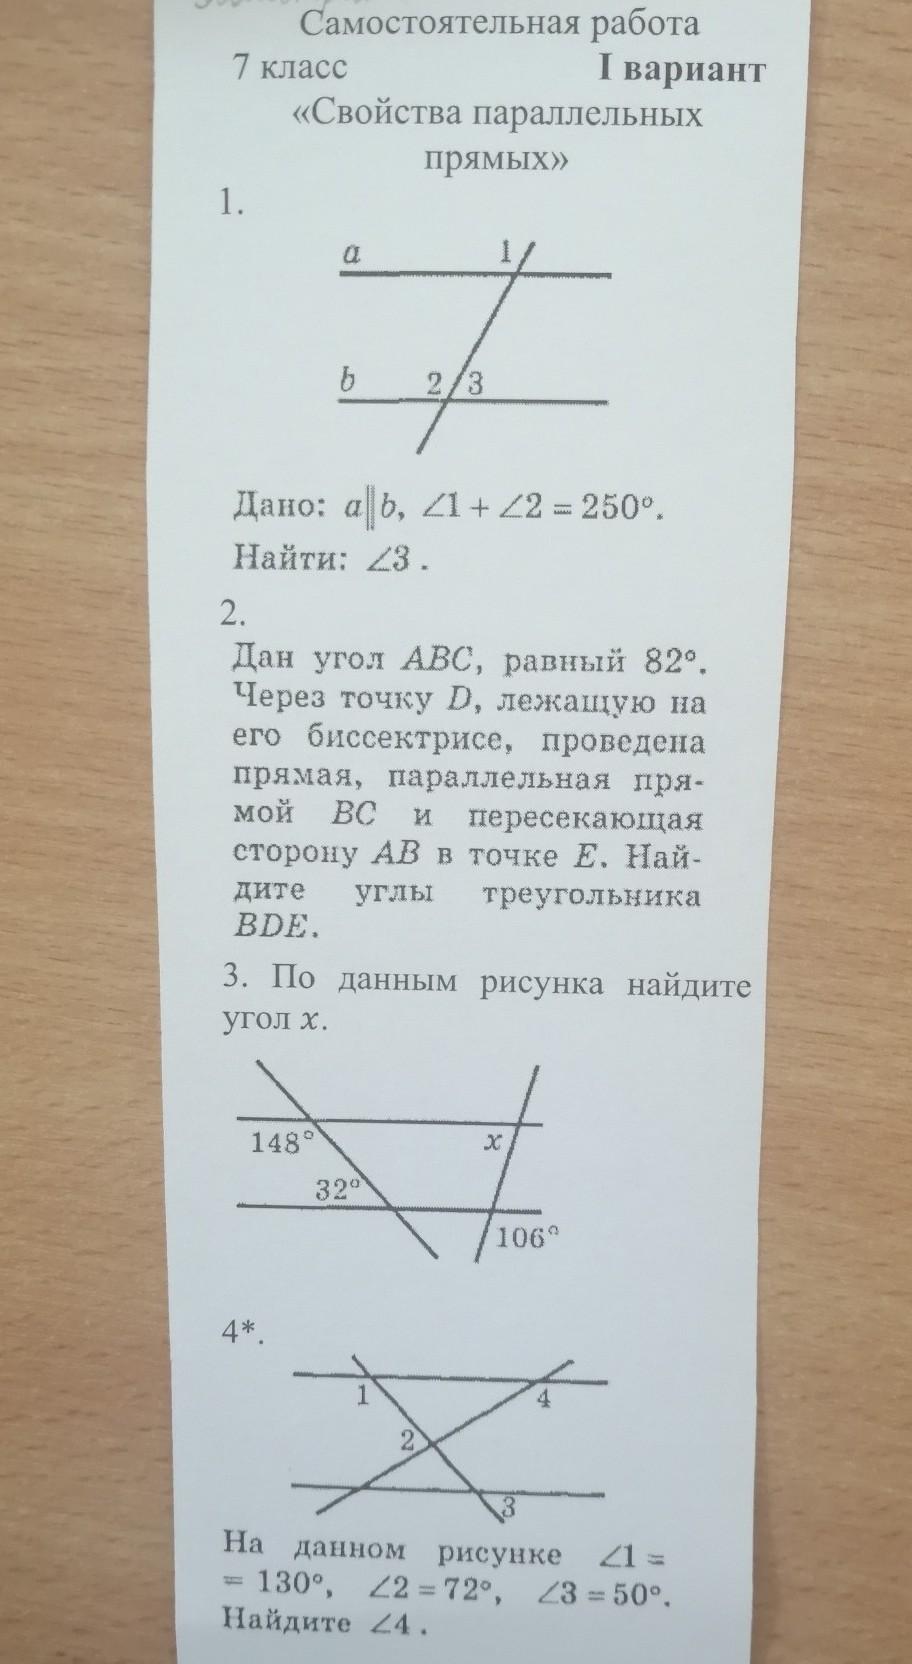 Самостоятельная работа
7 класс I вариант
«Свойства параллельных
прямых»
1.
a 1
b 2 3
Дано: a∥b, ∠1 + ∠2 = 250°.
Найти: ∠3 .
2.
Дан угол ABC, равный 82°.
Через точку D, лежащую на
его биссектрисе, проведена
прямая, параллельная пря-
мой BC и пересекающая
сторону AB в точке E. Най-
дите углы треугольника
BDE.
3. По данным рисунка найдите
угол x.
148° x
32°
106°
4*.
1 4
2
3
На данном рисунке ∠1 =
= 130°, ∠2 = 72°, ∠3 = 50°.
Найдите ∠4 .